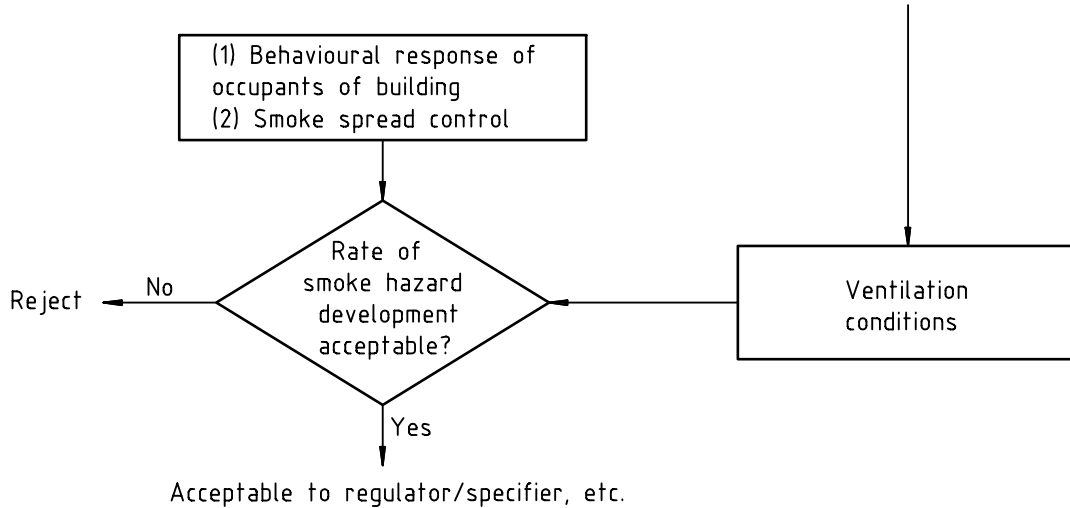 (1) Behavioural response of
occupants of building
(2) Smoke spread control
Rate of
smoke hazard
development
acceptable?
No
Reject
Ventilation
conditions
Yes
Acceptable to regulator/specifier, etc.